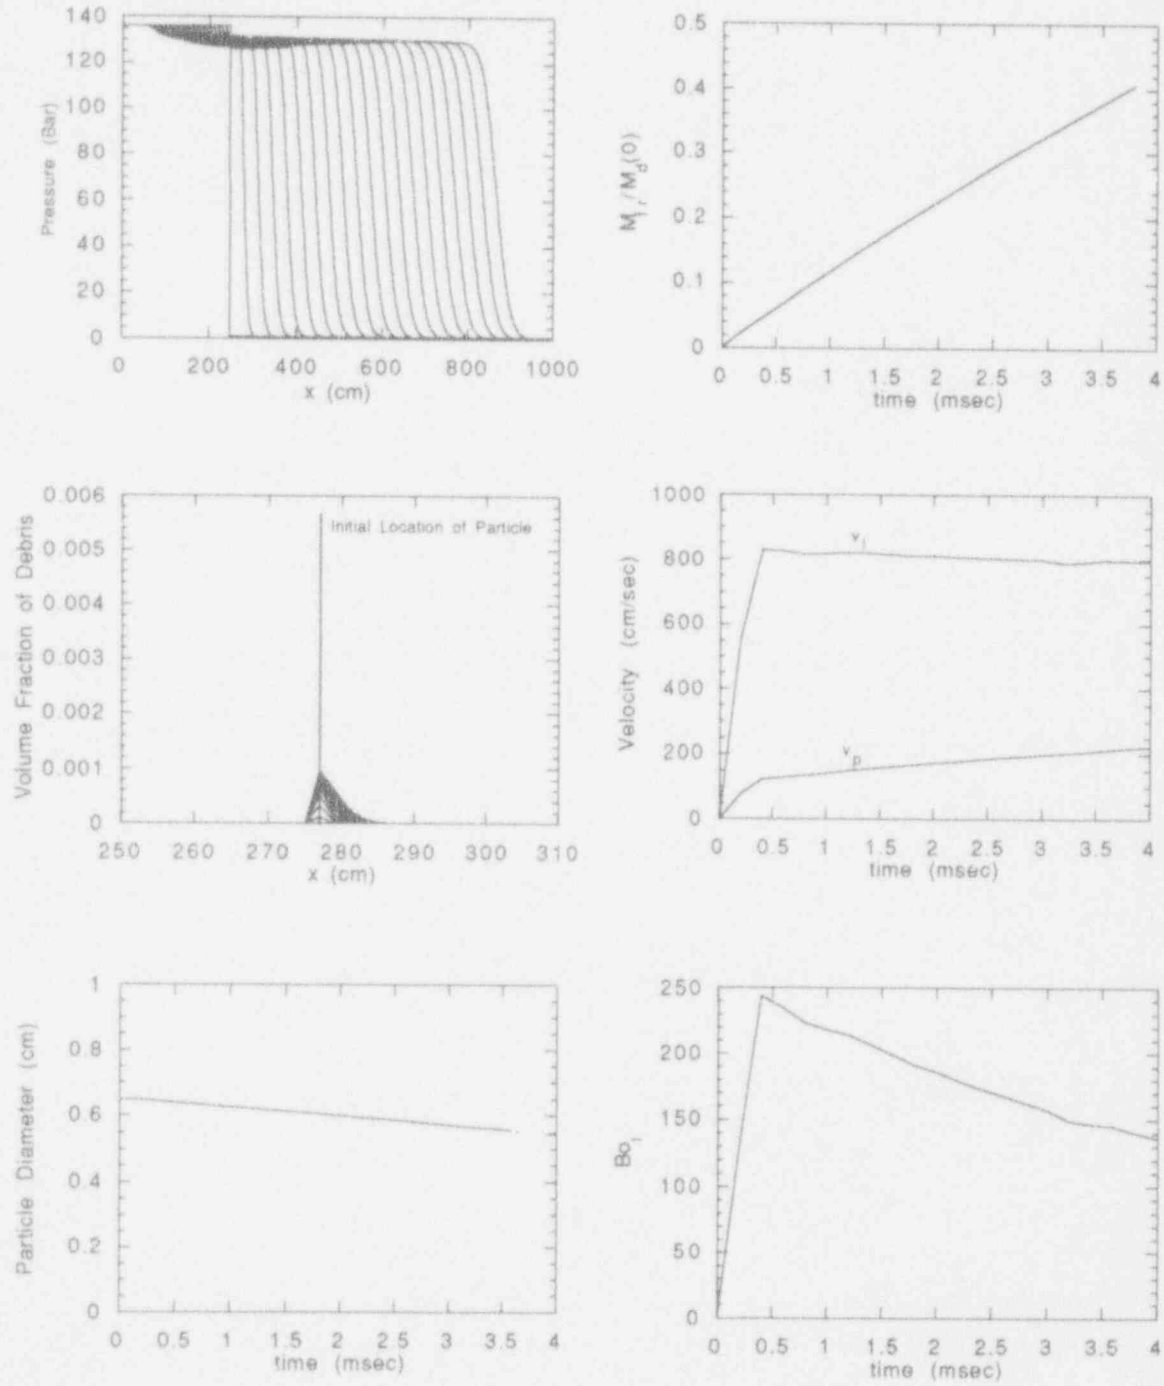 140
120
100
80
60
40
20
0
Pressure (Bar)
0 200 400 600 800 1000
x (cm)
0.5
0.4
0.3
0.2
0.1
0
0 0.5 1 1.5 2 2.5 3 3.5 4
time (msec)
0.006
0.005
0.004
0.003
0.002
0.001
0
Volume Fraction of Debris
Initial Location of Particle
250 260 270 280 290 300 310
x (cm)
1000
800
600
400
200
0
Velocity (cm/sec)
v_p
0 0.5 1 1.5 2 2.5 3 3.5 4
time (msec)
1
0.8
0.6
0.4
0.2
0
Particle Diameter (cm)
0 0.5 1 1.5 2 2.5 3 3.5 4
time (msec)
250
200
150
100
50
0
0 0.5 1 1.5 2 2.5 3 3.5 4
time (msec)